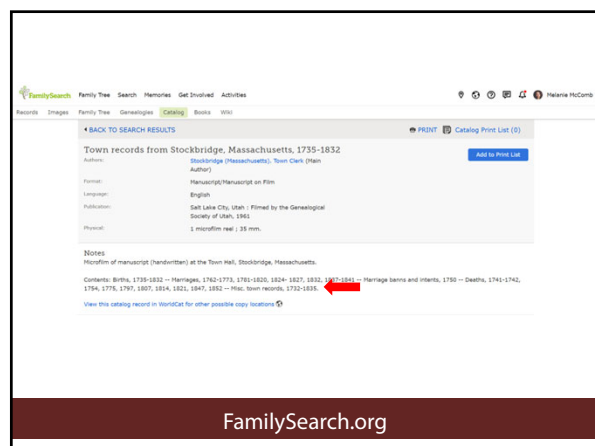 FamilySearch Family Tree Search Memories Get Involved Activities Melanie McComb
Records Images Family Tree Genealogies Catalog Books Wiki
BACK TO SEARCH RESULTS PRINT Catalog Print List (0)
Town records from Stockbridge, Massachusetts, 1735-1832
Add to Print List
Authors: Stockbridge (Massachusetts). Town Clerk (Main
Author)
Format: Manuscript/Manuscript on Film
Language: English
Publication: Salt Lake City, Utah : Filmed by the Genealogical
Society of Utah, 1961
Physical: 1 microfilm reel ; 35 mm.
Notes
Microfilm of manuscript (handwritten) at the Town Hall, Stockbridge, Massachusetts.
Contents: Births, 1735-1832 -- Marriages, 1762-1773, 1781-1820, 1824- 1827, 1832, 1837-1841 -- Marriage banns and intents, 1750 -- Deaths, 1741-1742,
1754, 1775, 1797, 1807, 1814, 1821, 1847, 1852 -- Misc. town records, 1732-1835.
View this catalog record in WorldCat for other possible copy locations
FamilySearch.org